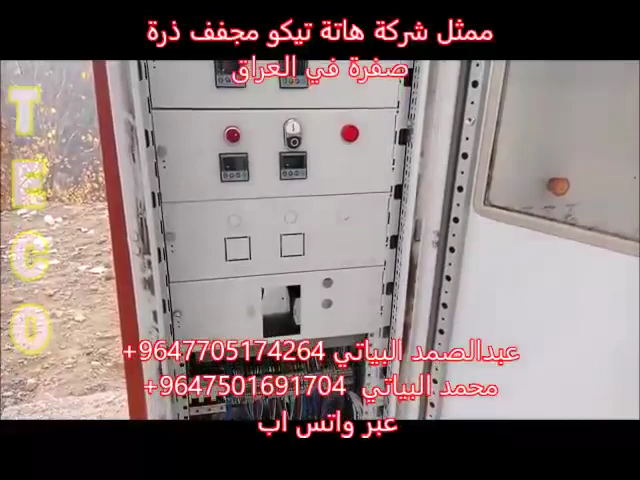 ممثل شركة هاتة تيكو مجفف ذرة
صفرة في العراق
TECO
عبدالصمد البياتي 9647705174264+
محمد البياتي 9647501691704+
عبر واتس اب